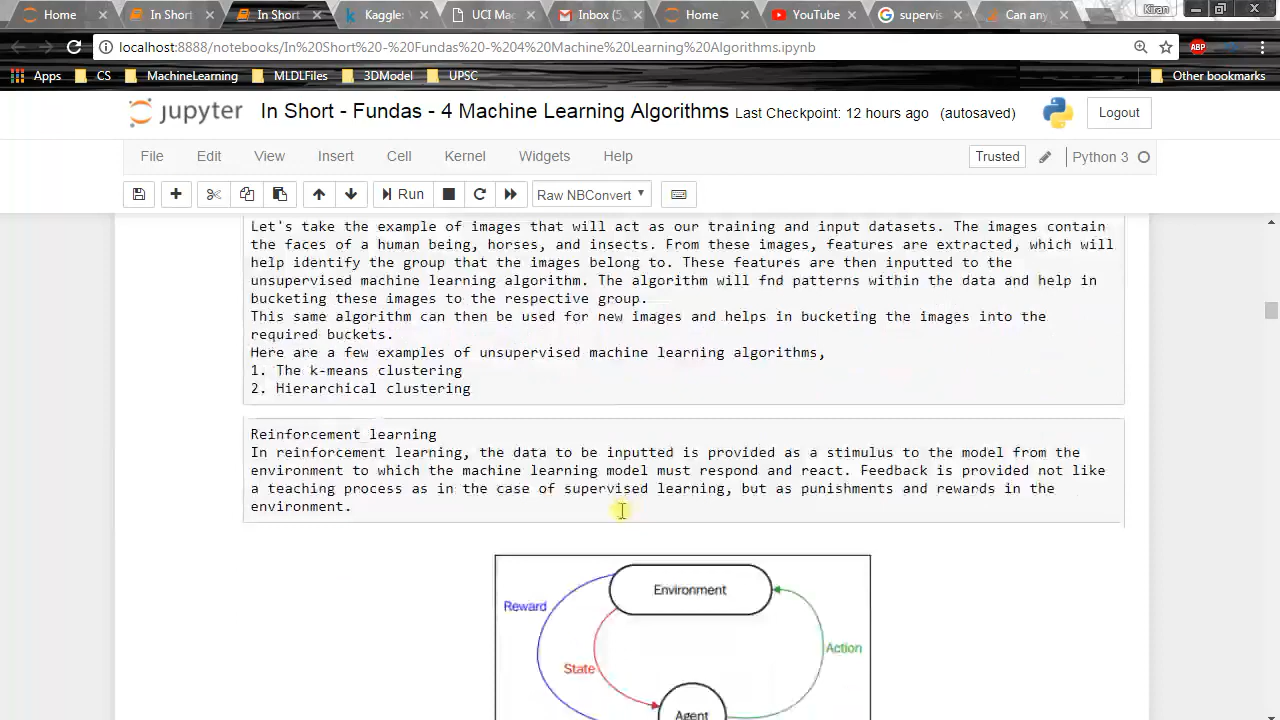 Home
In Short
In Short
Kaggle:
UCI Mac
Inbox (5,
Home
YouTube
supervis
Can any
Kiran
localhost:8888/notebooks/In%20Short%20-%20Fundas%20-%204%20Machine%20Learning%20Algorithms.ipynb
ABP
Apps
CS
MachineLearning
MLDLFiles
3DModel
UPSC
Other bookmarks
jupyter
In Short - Fundas - 4 Machine Learning Algorithms
Last Checkpoint: 12 hours ago
(autosaved)
Logout
File
Edit
View
Insert
Cell
Kernel
Widgets
Help
Trusted
Python 3
Run
Raw NBConvert
Let's take the example of images that will act as our training and input datasets. The images contain
the faces of a human being, horses, and insects. From these images, features are extracted, which will
help identify the group that the images belong to. These features are then inputted to the
unsupervised machine learning algorithm. The algorithm will fnd patterns within the data and help in
bucketing these images to the respective group.
This same algorithm can then be used for new images and helps in bucketing the images into the
required buckets.
Here are a few examples of unsupervised machine learning algorithms,
1. The k-means clustering
2. Hierarchical clustering
Reinforcement learning
In reinforcement learning, the data to be inputted is provided as a stimulus to the model from the
environment to which the machine learning model must respond and react. Feedback is provided not like
a teaching process as in the case of supervised learning, but as punishments and rewards in the
environment.
Environment
Reward
Action
State
Agent